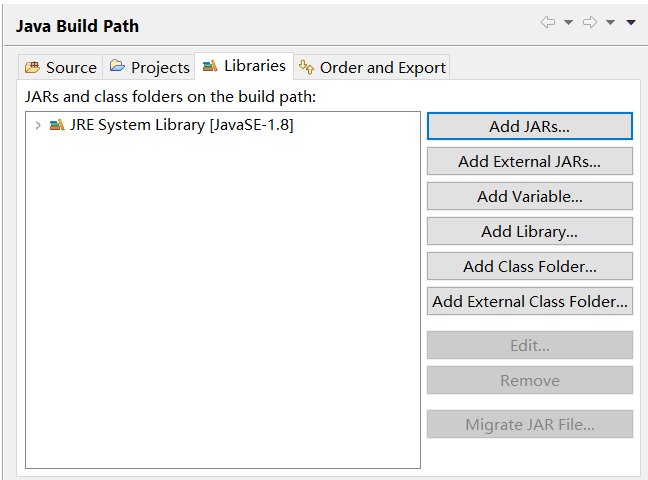 Java Build Path
Source Projects Libraries Order and Export
JARs and class folders on the build path:
JRE System Library [JavaSE-1.8]
Add JARs...
Add External JARs...
Add Variable...
Add Library...
Add Class Folder...
Add External Class Folder...
Edit...
Remove
Migrate JAR File...